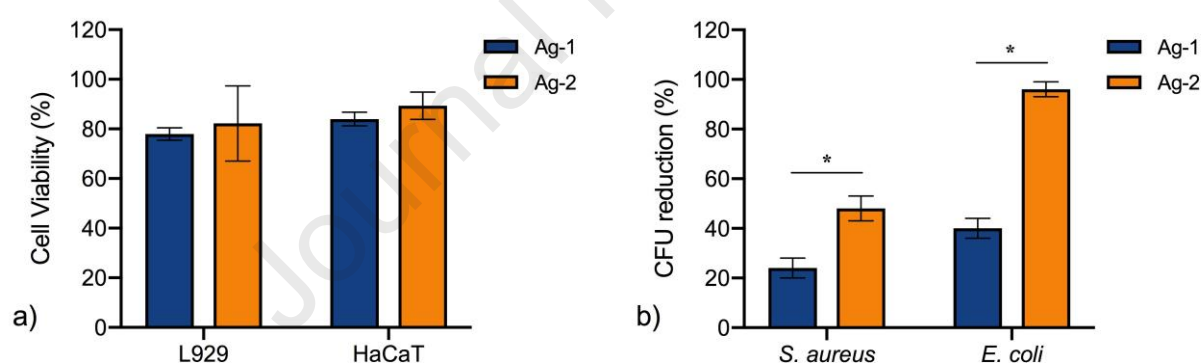 120
100
80
60
40
20
0
Cell Viability (%)
Ag-1
Ag-2
L929
HaCaT
a)
120
100
80
60
40
20
0
CFU reduction (%)
*
*
Ag-1
Ag-2
S. aureus
E. coli
b)
Journal